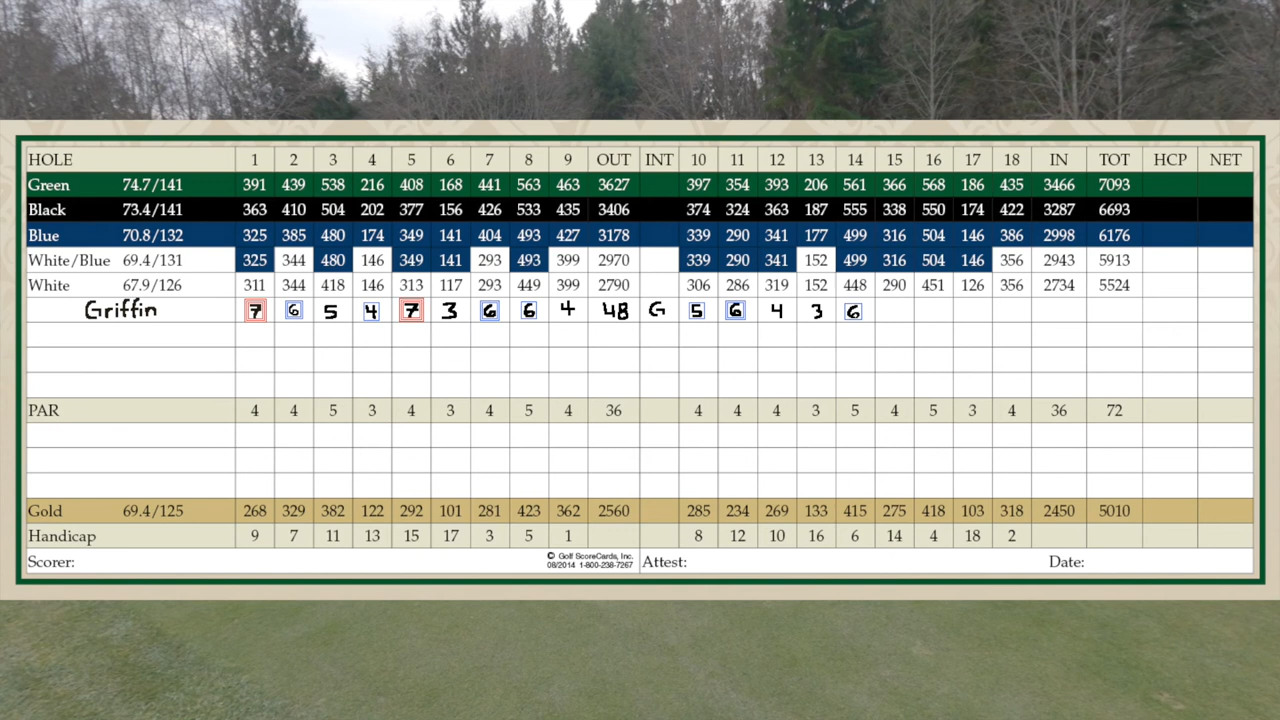 HOLE 1 2 3 4 5 6 7 8 9 OUT INT 10 11 12 13 14 15 16 17 18 IN TOT HCP NET
Green 74.7/141 391 439 538 216 408 168 441 563 463 3627 397 354 393 206 561 366 568 186 435 3466 7093
Black 73.4/141 363 410 504 202 377 156 426 533 435 3406 374 324 363 187 555 338 550 174 422 3287 6693
Blue 70.8/132 325 385 480 174 349 141 404 493 427 3178 339 290 341 177 499 316 504 146 386 2998 6176
White/Blue 69.4/131 325 344 480 146 349 141 293 493 399 2970 339 290 341 152 499 316 504 146 356 2943 5913
White 67.9/126 311 344 418 146 313 117 293 449 399 2790 306 286 319 152 448 290 451 126 356 2734 5524
Griffin 7 6 5 4 7 3 6 6 4 48 G 5 6 4 3 6
PAR 4 4 5 3 4 3 4 5 4 36 4 4 4 3 5 4 5 3 4 36 72
Gold 69.4/125 268 329 382 122 292 101 281 423 362 2560 285 234 269 133 415 275 418 103 318 2450 5010
Handicap 9 7 11 13 15 17 3 5 1 8 12 10 16 6 14 4 18 2
Scorer: © Golf ScoreCards, Inc. Attest: Date:
08/2014 1-800-238-7267